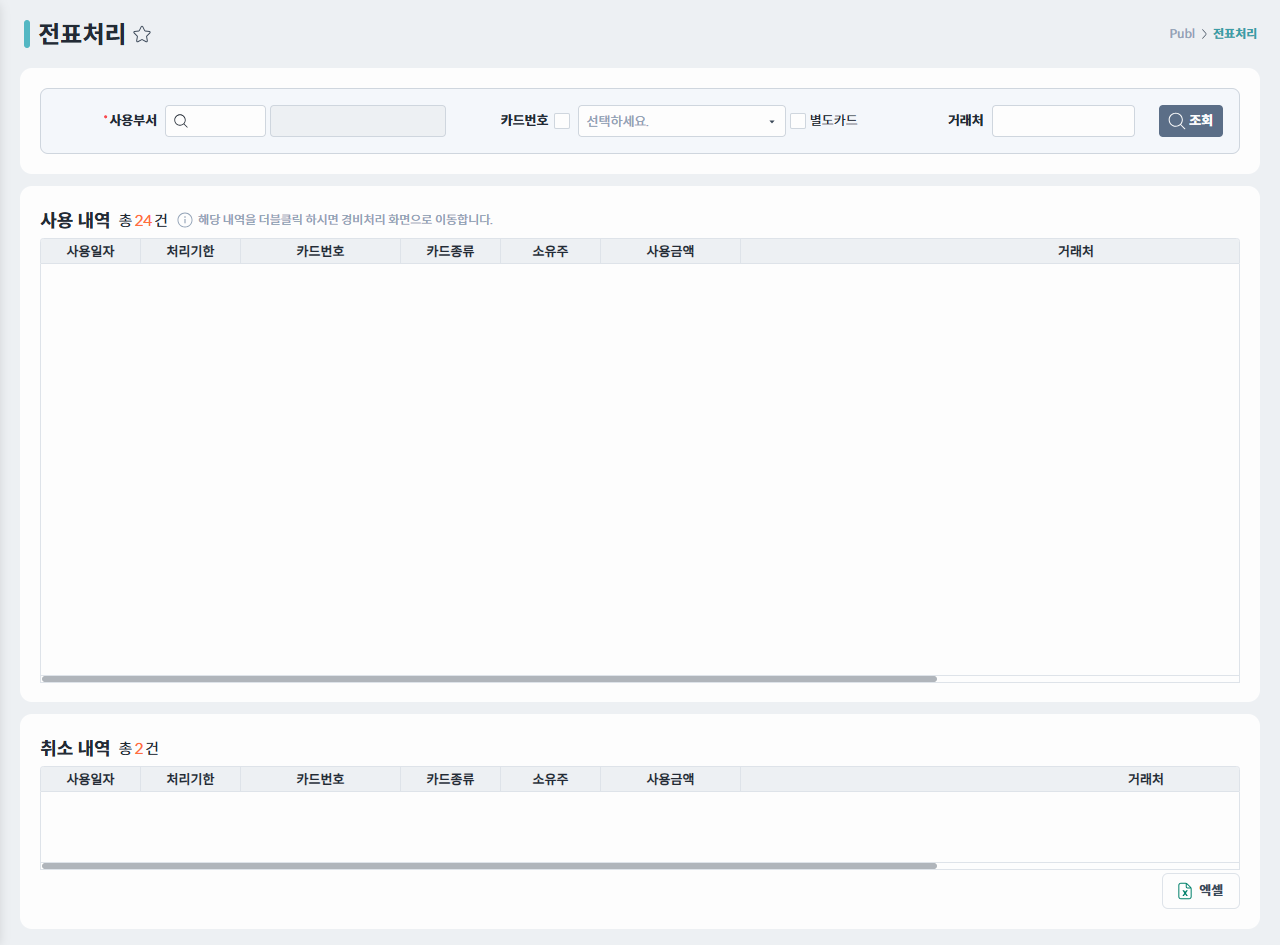 전표처리
Publ > 전표처리
*사용부서
카드번호 선택하세요. 별도카드
거래처
조회
사용 내역 총 24 건 해당 내역을 더블클릭 하시면 경비처리 화면으로 이동합니다.
사용일자 처리기한 카드번호 카드종류 소유주 사용금액 거래처
취소 내역 총 2 건
사용일자 처리기한 카드번호 카드종류 소유주 사용금액 거래처
엑셀